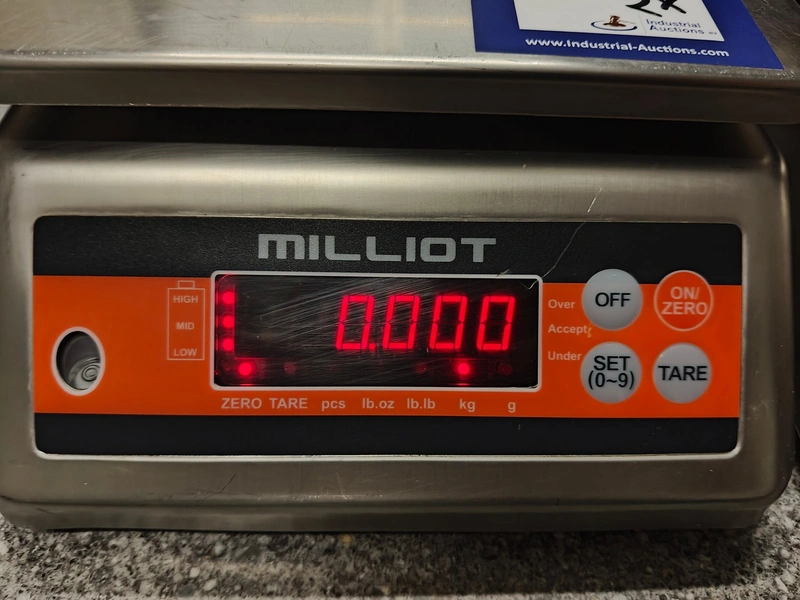 2x
Industrial
Auctions
www.Industrial-Auctions.com
MILLIOT
HIGH
MID
LOW
0.000
Over
Accept
Under
OFF
ON/
ZERO
SET
(0~9)
TARE
ZERO TARE pcs lb.oz lb.lb kg g